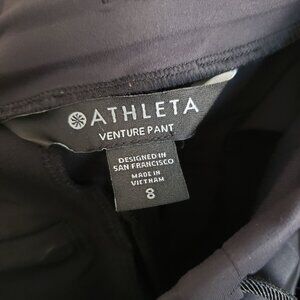 ATHLETA
VENTURE PANT
DESIGNED IN
SAN FRANCISCO
MADE IN
VIETNAM
8